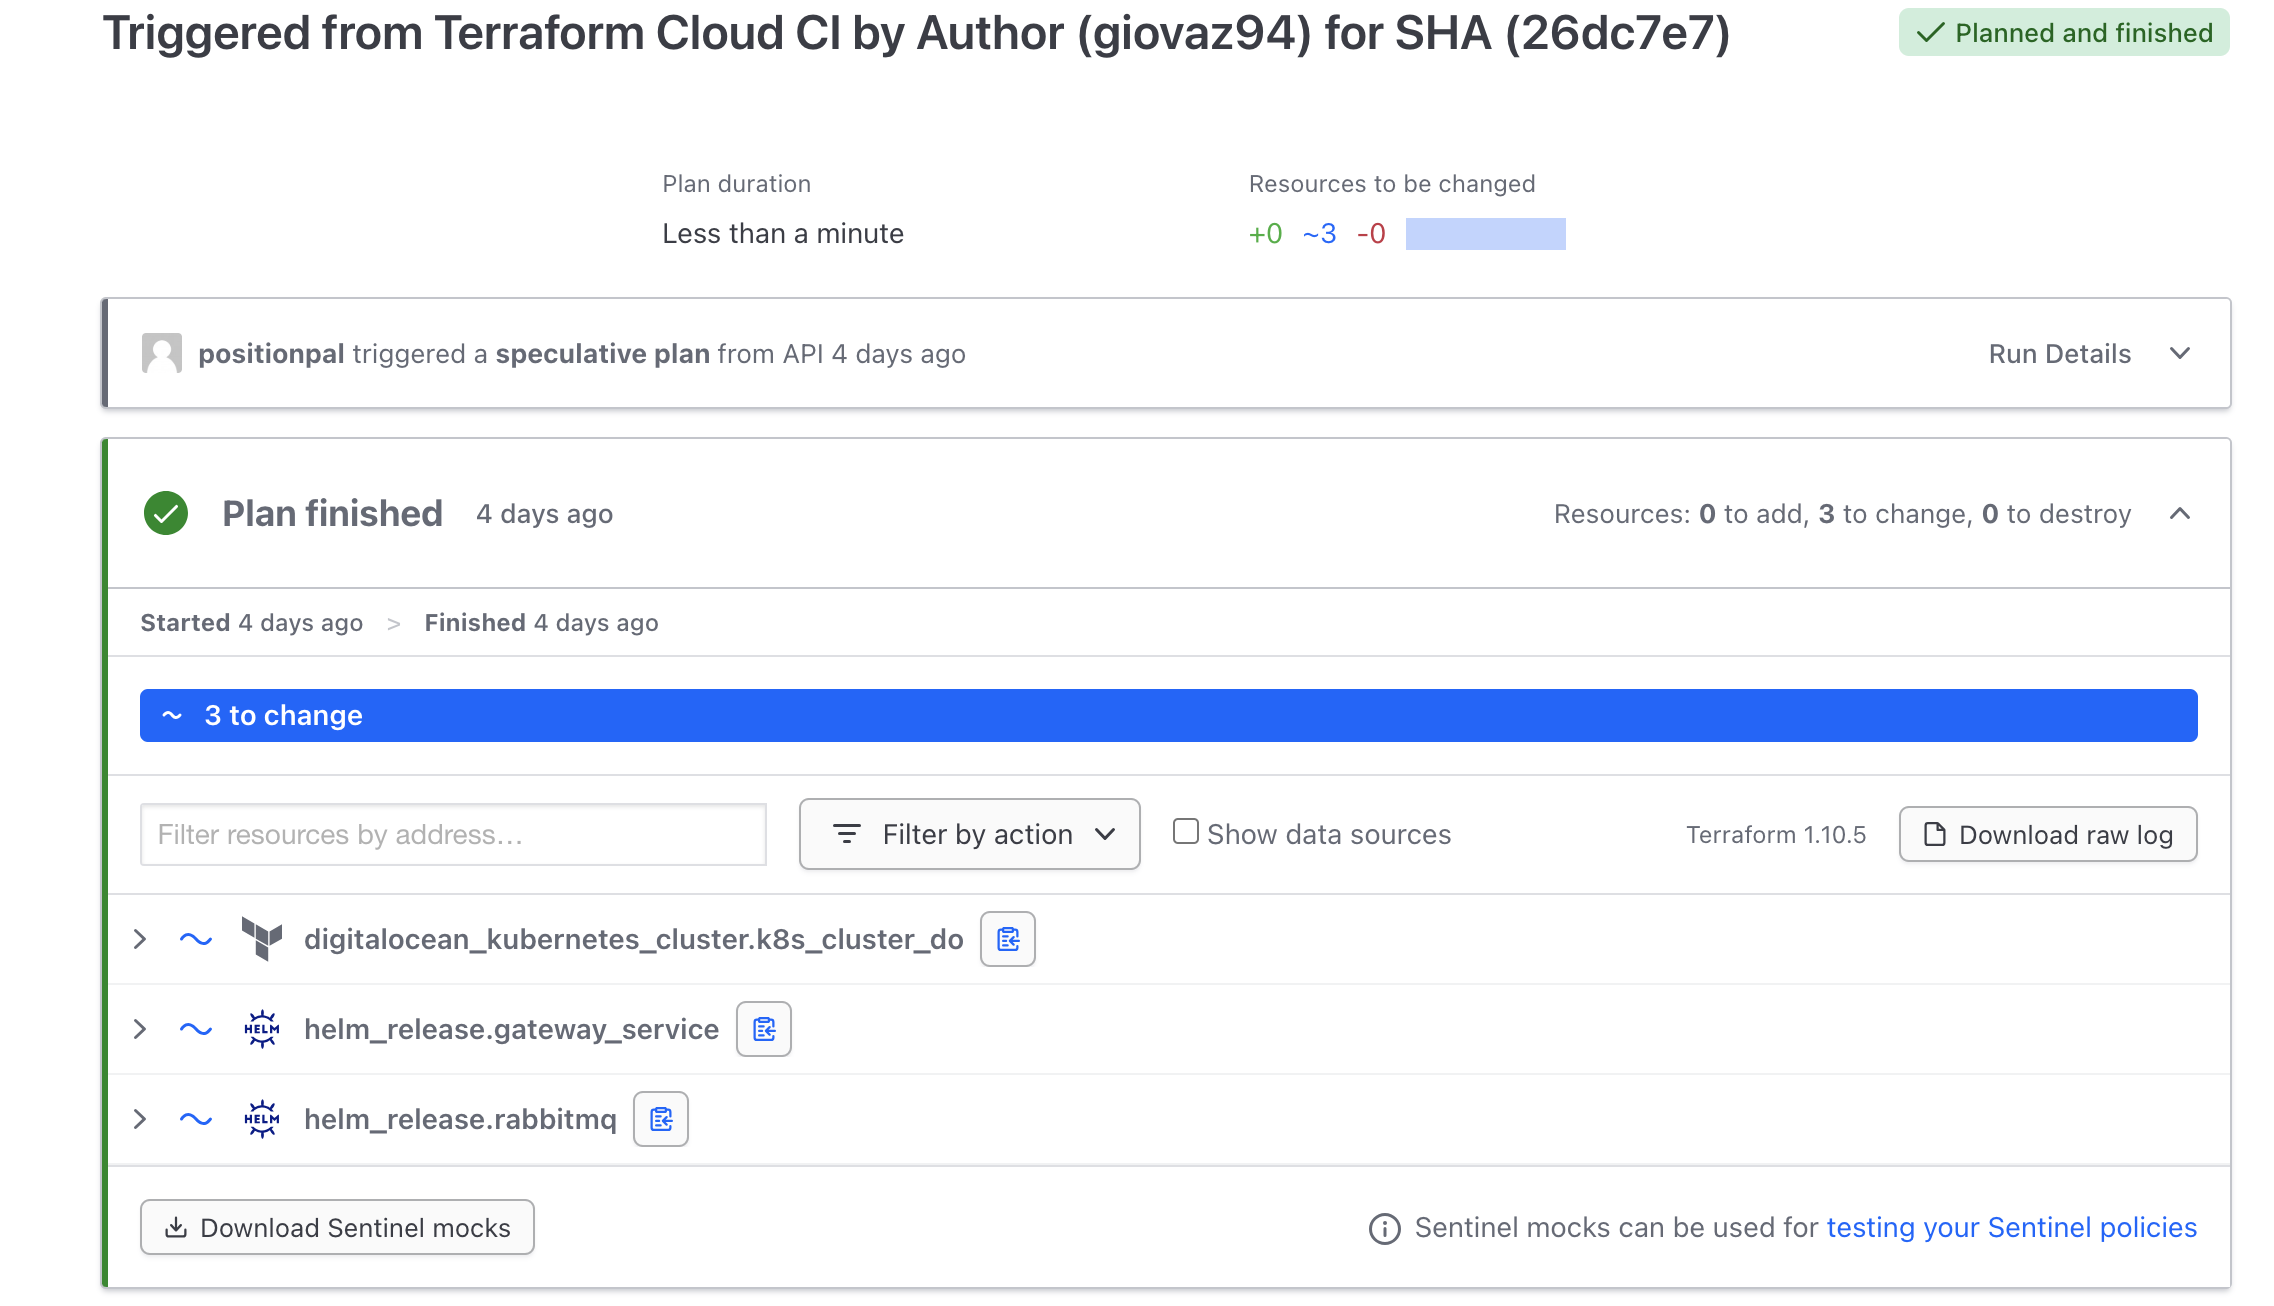 Triggered from Terraform Cloud CI by Author (giovaz94) for SHA (26dc7e7)
Planned and finished
Plan duration
Less than a minute
Resources to be changed
+0 ~3 -0
positionpal triggered a speculative plan from API 4 days ago
Run Details
Plan finished 4 days ago
Resources: 0 to add, 3 to change, 0 to destroy
Started 4 days ago > Finished 4 days ago
~ 3 to change
Filter resources by address...
Filter by action
Show data sources
Terraform 1.10.5
Download raw log
digitalocean_kubernetes_cluster.k8s_cluster_do
HELM helm_release.gateway_service
HELM helm_release.rabbitmq
Download Sentinel mocks
Sentinel mocks can be used for testing your Sentinel policies